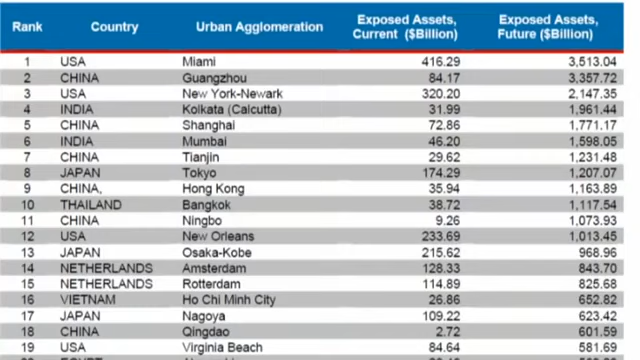 Rank Country Urban Agglomeration Exposed Assets, Current ($Billion) Exposed Assets, Future ($Billion)
1 USA Miami 416.29 3,513.04
2 CHINA Guangzhou 84.17 3,357.72
3 USA New York-Newark 320.20 2,147.35
4 INDIA Kolkata (Calcutta) 31.99 1,961.44
5 CHINA Shanghai 72.86 1,771.17
6 INDIA Mumbai 46.20 1,598.05
7 CHINA Tianjin 29.62 1,231.48
8 JAPAN Tokyo 174.29 1,207.07
9 CHINA, Hong Kong 35.94 1,163.89
10 THAILAND Bangkok 38.72 1,117.54
11 CHINA Ningbo 9.26 1,073.93
12 USA New Orleans 233.69 1,013.45
13 JAPAN Osaka-Kobe 215.62 968.96
14 NETHERLANDS Amsterdam 128.33 843.70
15 NETHERLANDS Rotterdam 114.89 825.68
16 VIETNAM Ho Chi Minh City 26.86 652.82
17 JAPAN Nagoya 109.22 623.42
18 CHINA Qingdao 2.72 601.59
19 USA Virginia Beach 84.64 581.69